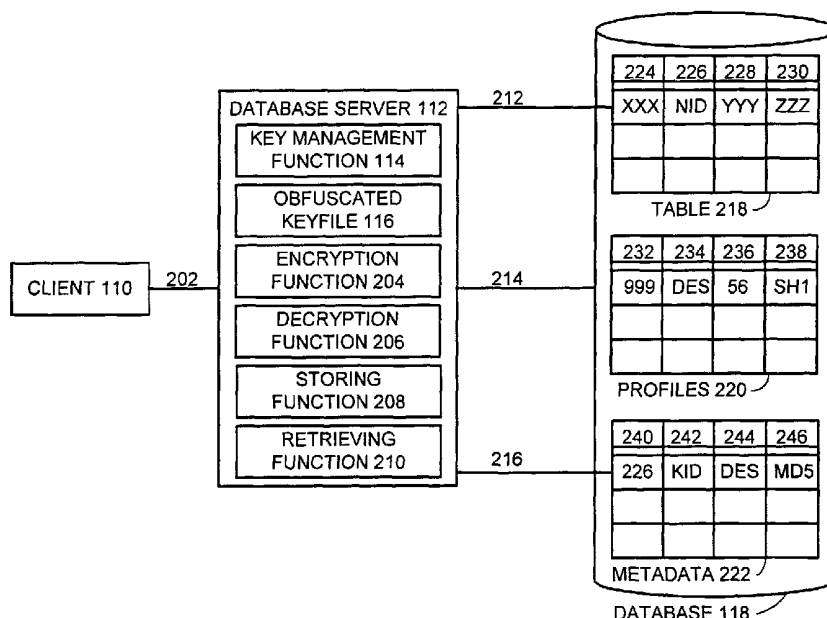 CLIENT 110
202
DATABASE SERVER 112
KEY MANAGEMENT
FUNCTION 114
OBFUSCATED
KEYFILE 116
ENCRYPTION
FUNCTION 204
DECRYPTION
FUNCTION 206
STORING
FUNCTION 208
RETRIEVING
FUNCTION 210
212
214
216
224 226 228 230
XXX NID YYY ZZZ
TABLE 218
232 234 236 238
999 DES 56 SH1
PROFILES 220
240 242 244 246
226 KID DES MD5
METADATA 222
DATABASE 118